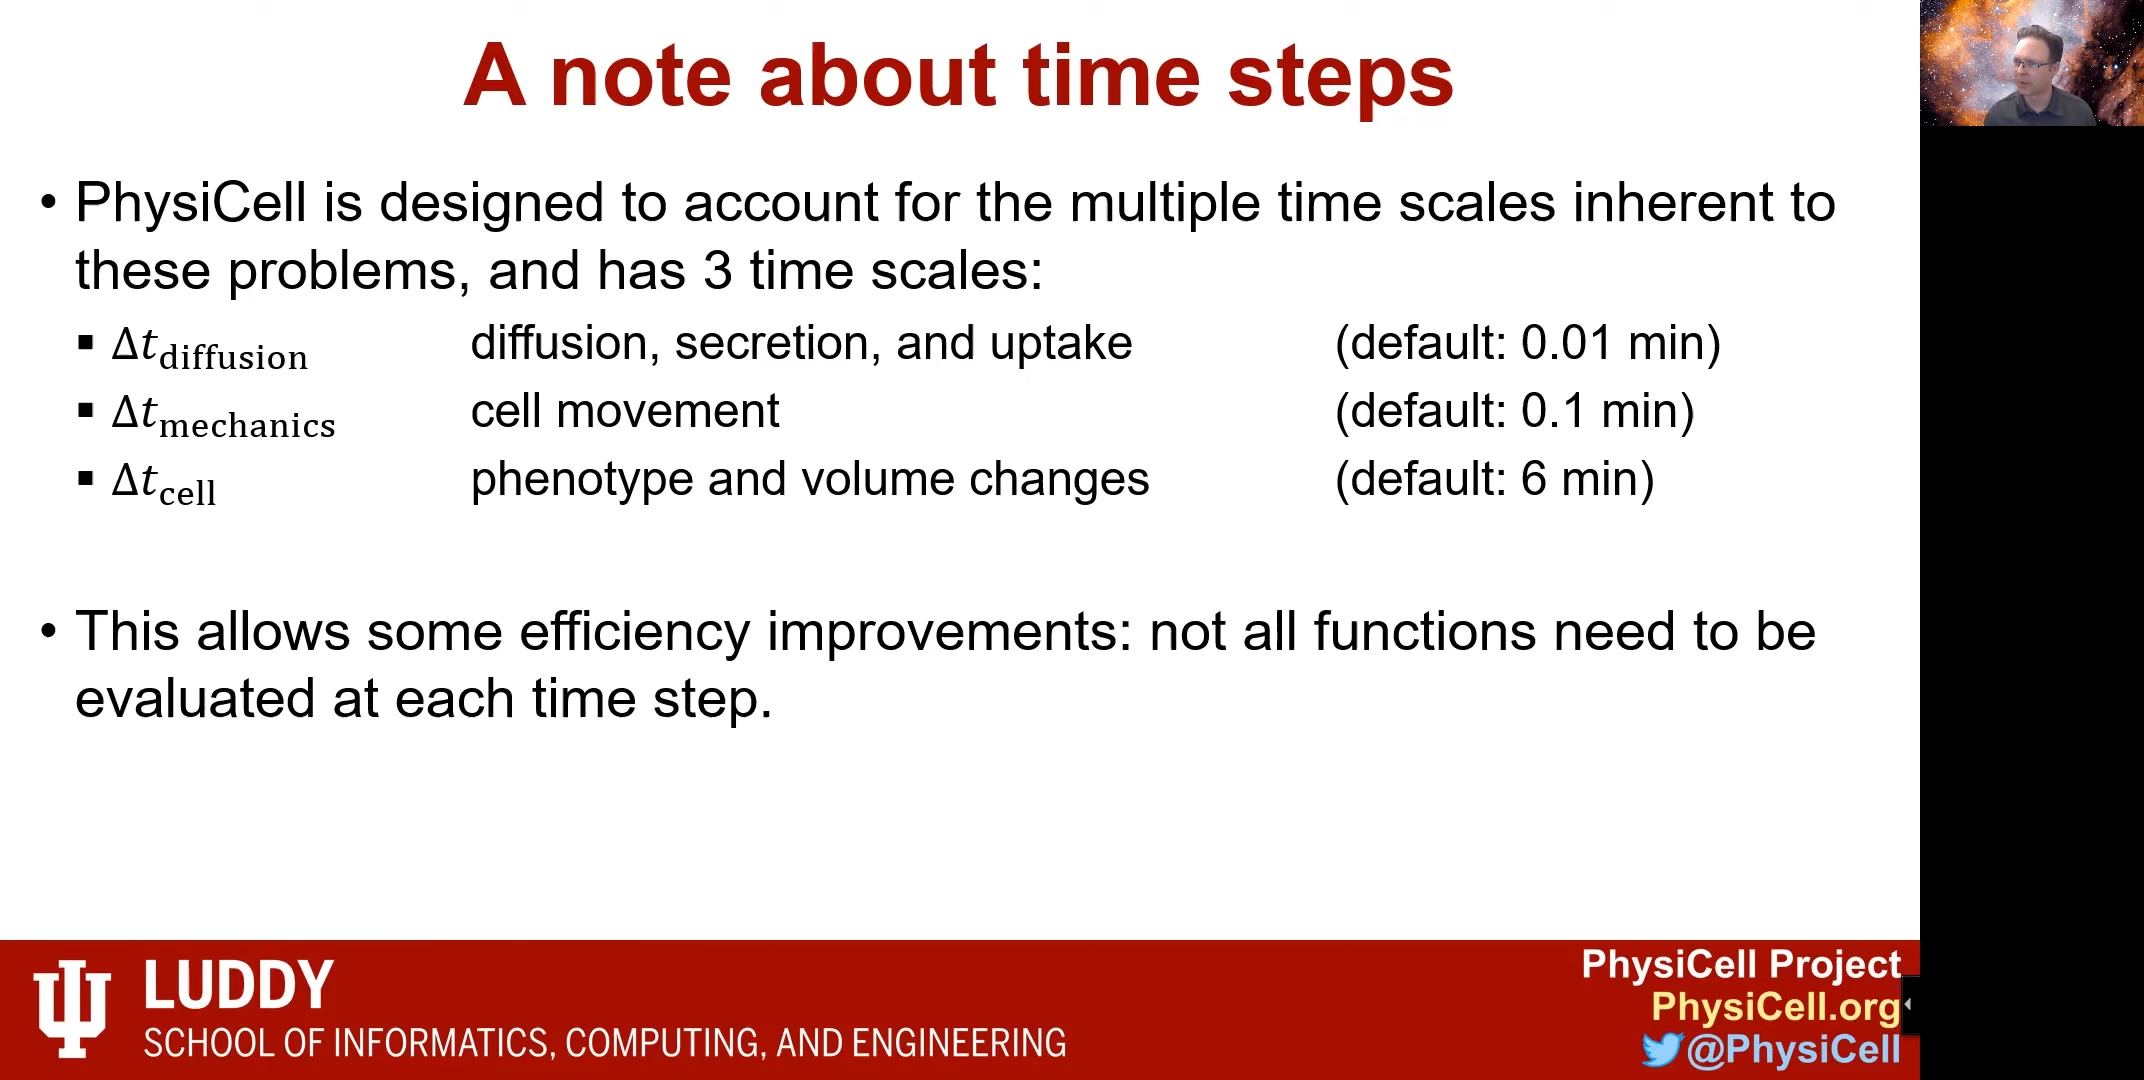 A note about time steps
• PhysiCell is designed to account for the multiple time scales inherent to
these problems, and has 3 time scales:
▪ Δt_diffusion diffusion, secretion, and uptake (default: 0.01 min)
▪ Δt_mechanics cell movement (default: 0.1 min)
▪ Δt_cell phenotype and volume changes (default: 6 min)
• This allows some efficiency improvements: not all functions need to be
evaluated at each time step.
LUDDY
SCHOOL OF INFORMATICS, COMPUTING, AND ENGINEERING
PhysiCell Project
PhysiCell.org
@PhysiCell